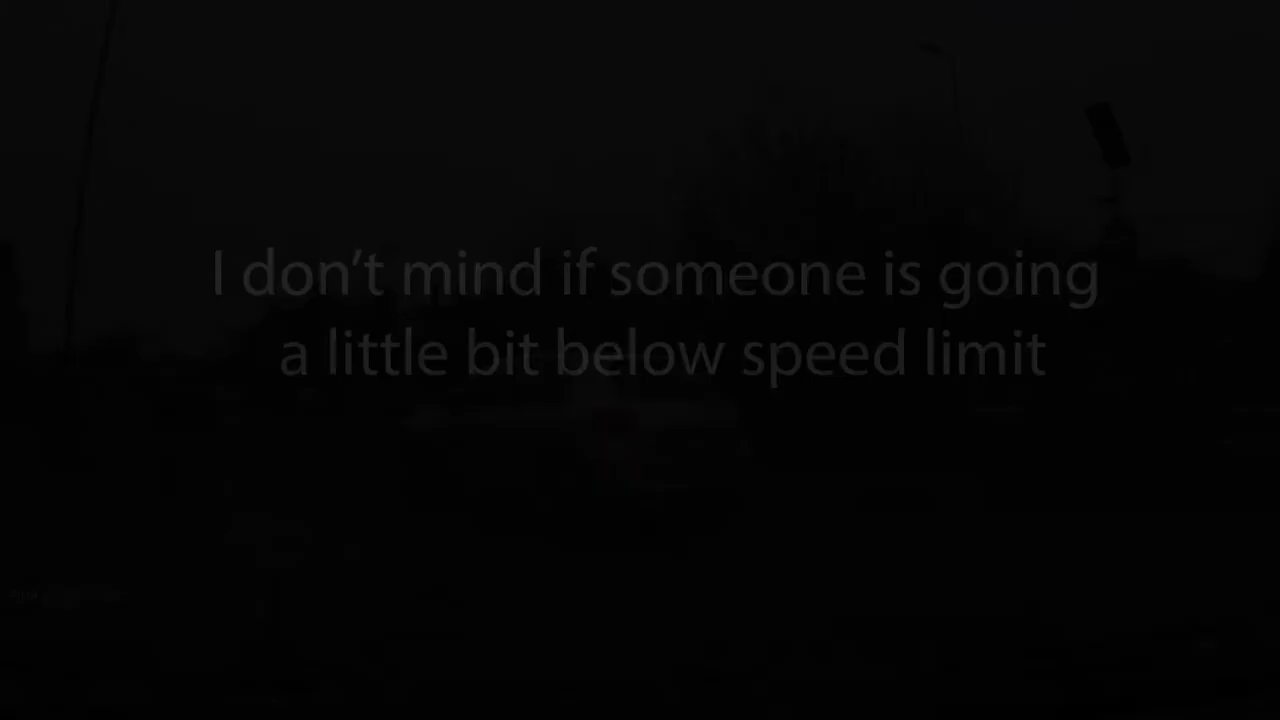 I don’t mind if someone is going
a little bit below speed limit